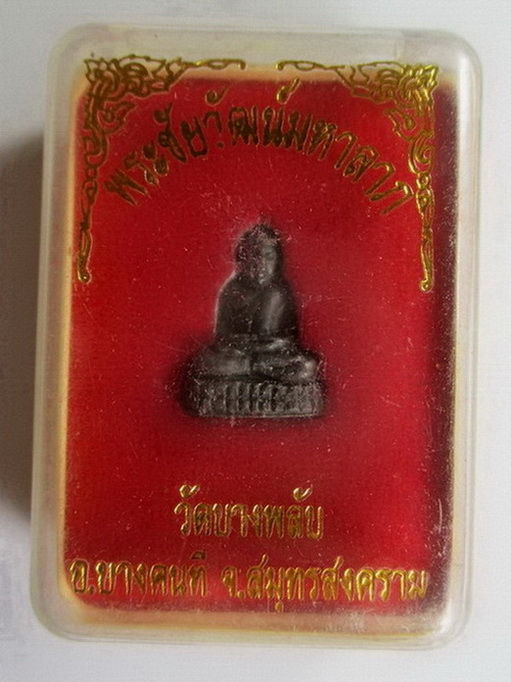 พระชัยวัฒน์มหาลาภ
วัดบางพลับ
อ.บางคนที จ.สมุทรสงคราม